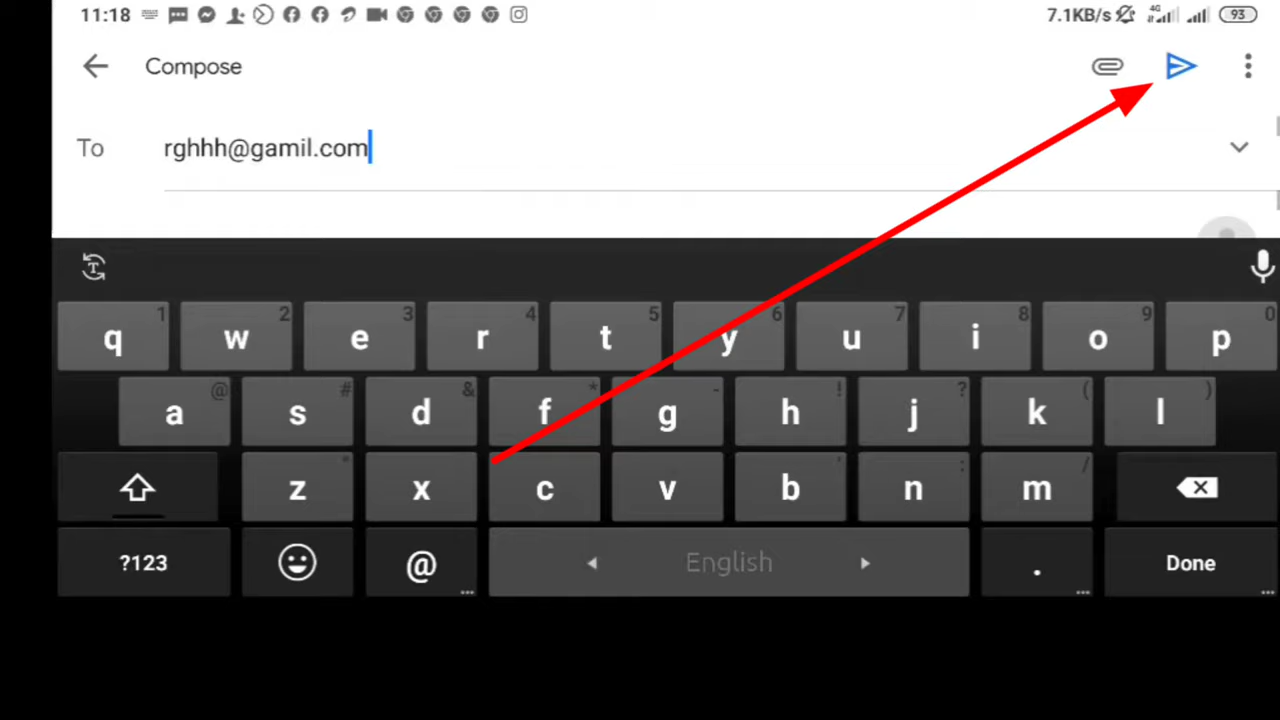 11:18 7.1KB/s 4G 93
Compose
To rghhh@gamil.com
q 1 w 2 e 3 r 4 t 5 y 6 u 7 i 8 o 9 p 0
a @ s # d & f * g - h ! j ? k ( l )
z x c v b ' n : m /
?123 @ English . Done